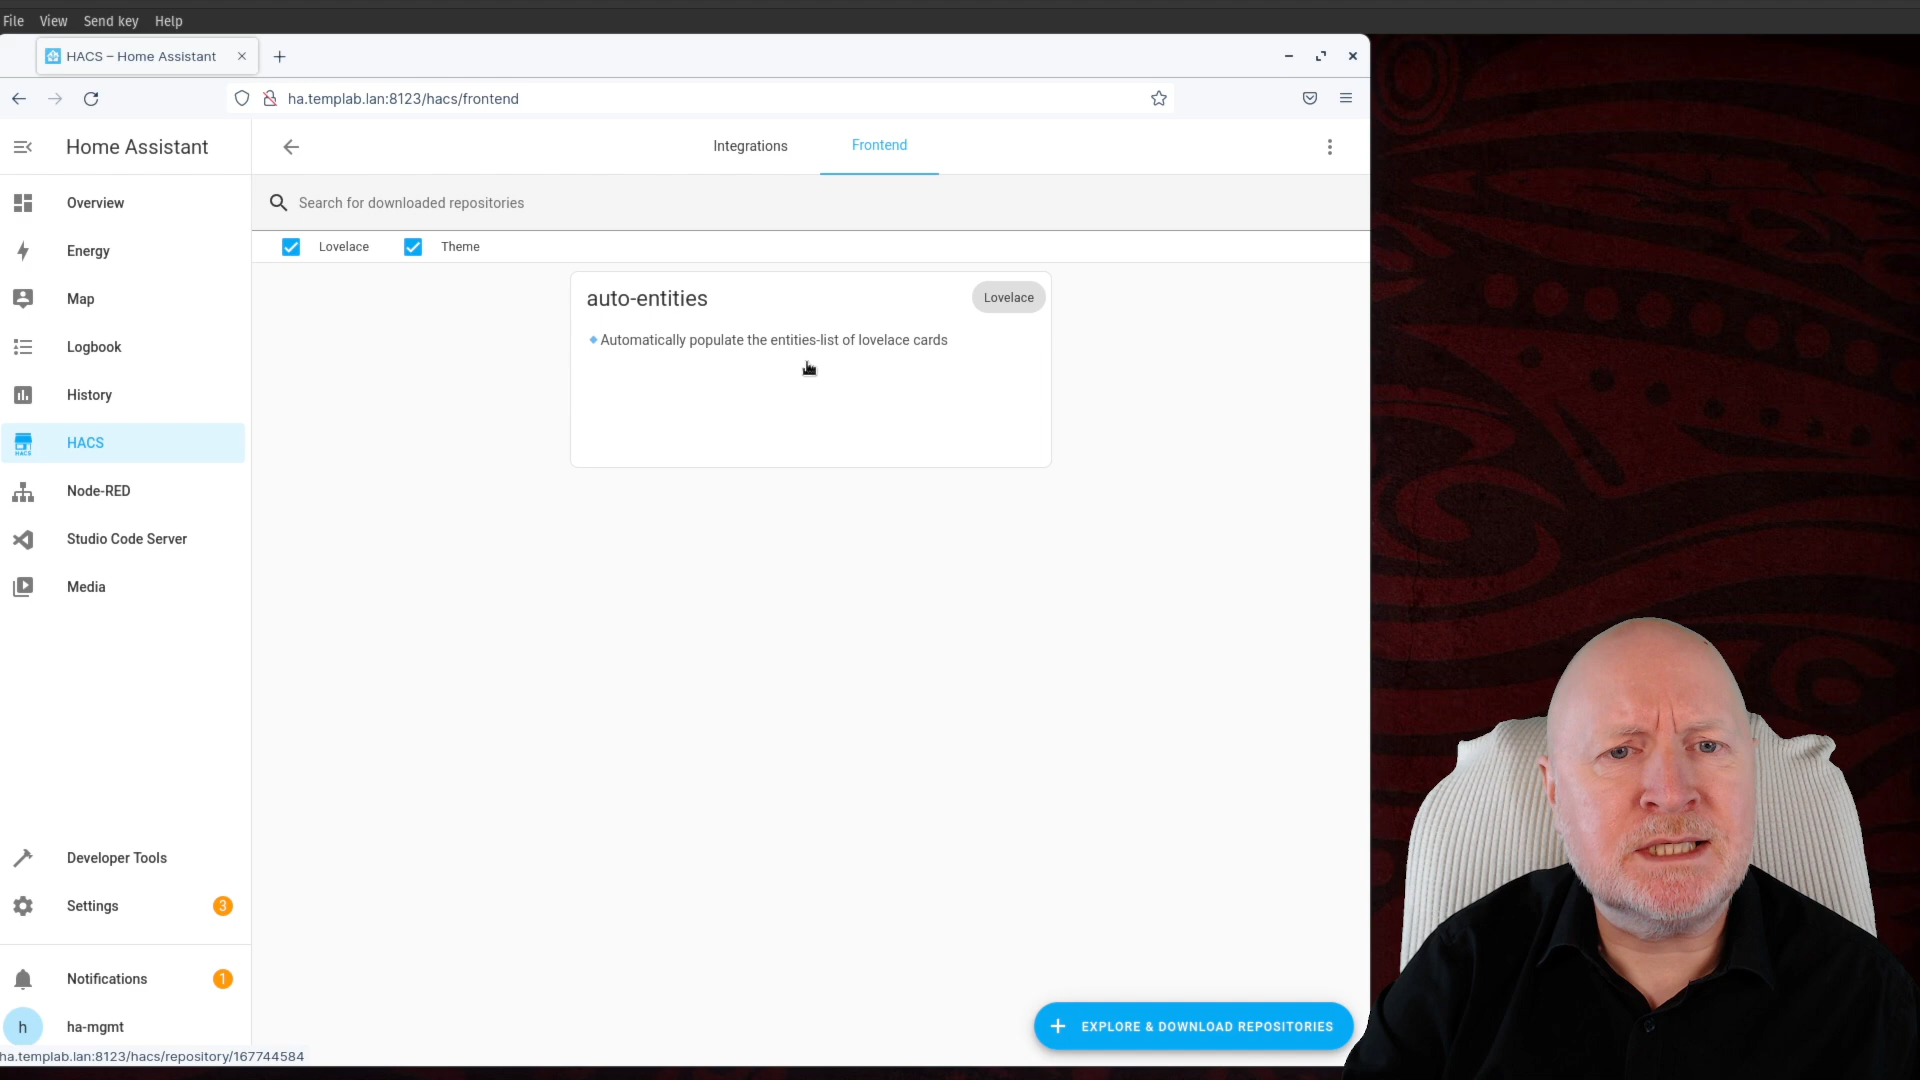 File View Send key Help
HACS – Home Assistant
ha.templab.lan:8123/hacs/frontend
Home Assistant
Integrations
Frontend
Search for downloaded repositories
Overview
Lovelace
Theme
Energy
auto-entities
Lovelace
Map
Automatically populate the entities-list of lovelace cards
Logbook
History
HACS
HACS
Node-RED
Studio Code Server
Media
Developer Tools
Settings
3
Notifications
1
h
ha-mgmt
EXPLORE & DOWNLOAD REPOSITORIES
ha.templab.lan:8123/hacs/repository/167744584